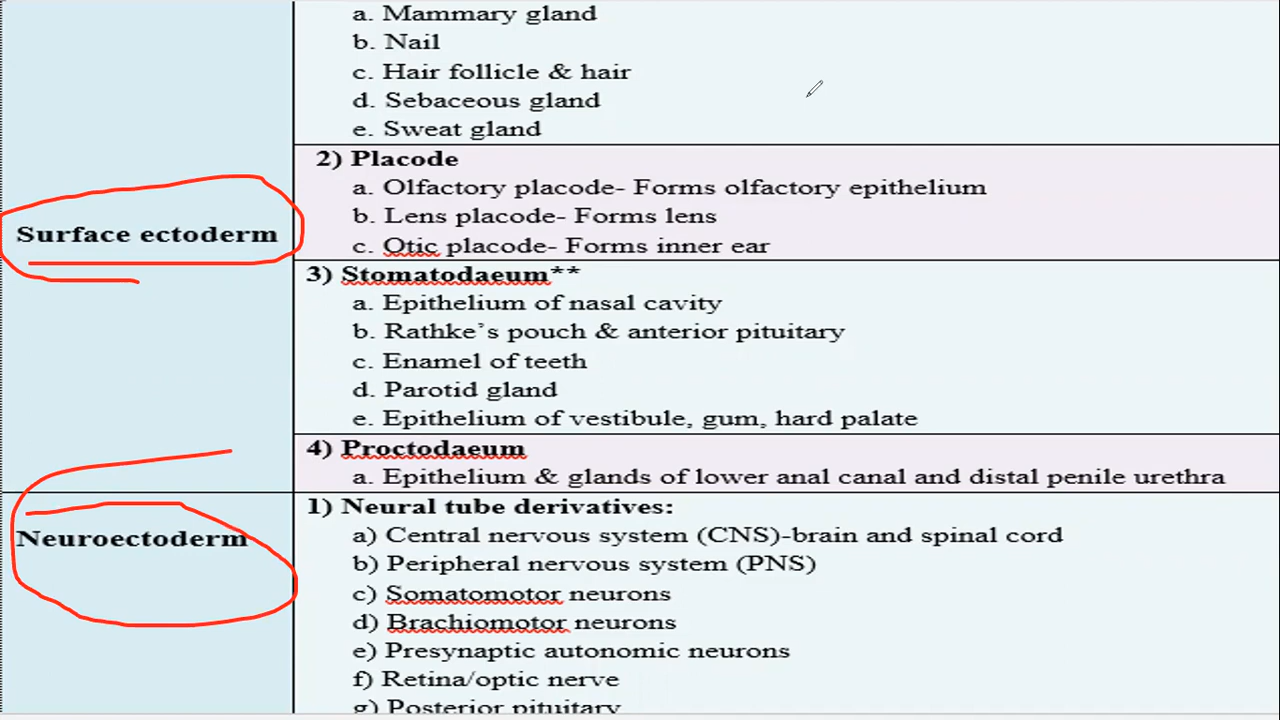 a. Mammary gland
b. Nail
c. Hair follicle & hair
d. Sebaceous gland
e. Sweat gland
2) Placode
a. Olfactory placode- Forms olfactory epithelium
b. Lens placode- Forms lens
c. Otic placode- Forms inner ear
Surface ectoderm
3) Stomatodaeum**
a. Epithelium of nasal cavity
b. Rathke's pouch & anterior pituitary
c. Enamel of teeth
d. Parotid gland
e. Epithelium of vestibule, gum, hard palate
4) Proctodaeum
a. Epithelium & glands of lower anal canal and distal penile urethra
Neuroectoderm
1) Neural tube derivatives:
a) Central nervous system (CNS)-brain and spinal cord
b) Peripheral nervous system (PNS)
c) Somatomotor neurons
d) Brachiomotor neurons
e) Presynaptic autonomic neurons
f) Retina/optic nerve
g) Posterior pituitary